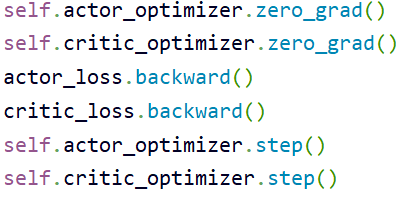 self.actor_optimizer.zero_grad()
self.critic_optimizer.zero_grad()
actor_loss.backward()
critic_loss.backward()
self.actor_optimizer.step()
self.critic_optimizer.step()